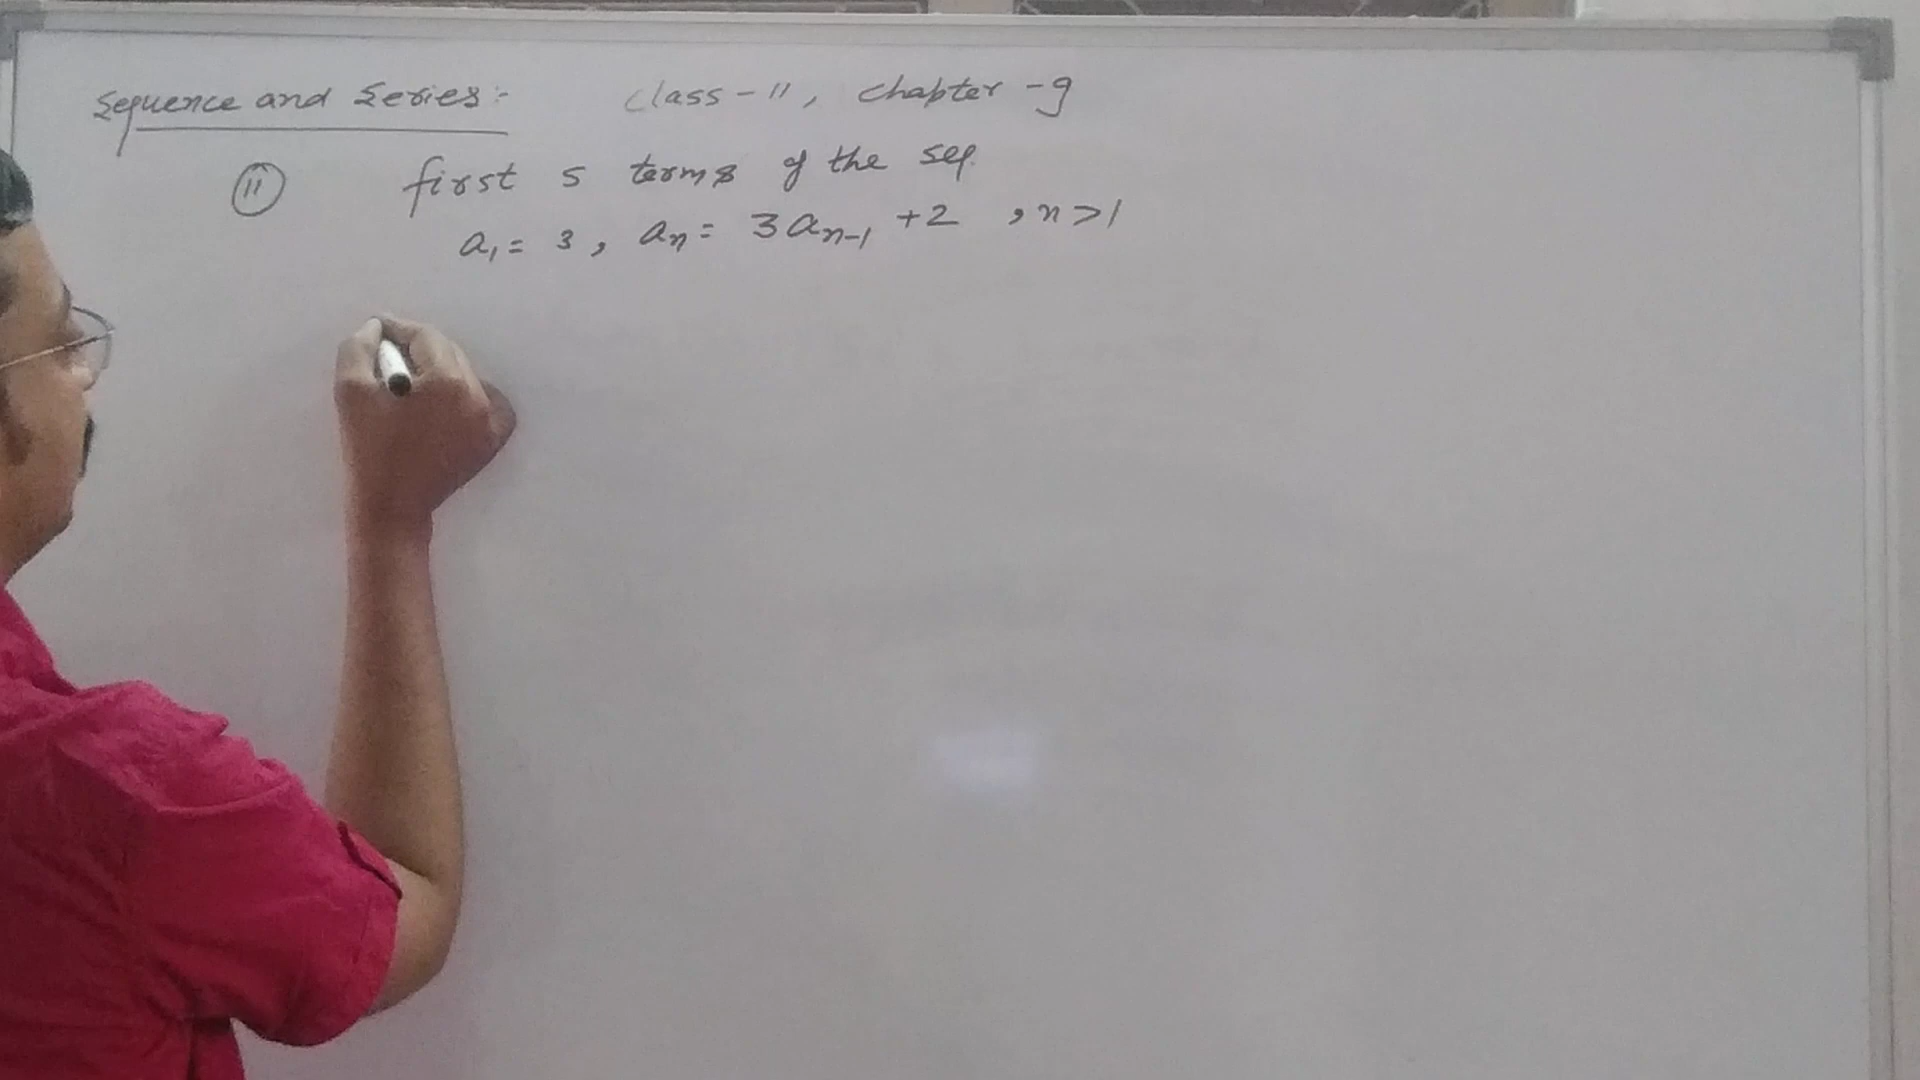 Sequence and Series:- Class-11, Chapter-9
(11) first 5 terms of the seq.
a₁ = 3, aₙ = 3aₙ₋₁ +2 , n>1